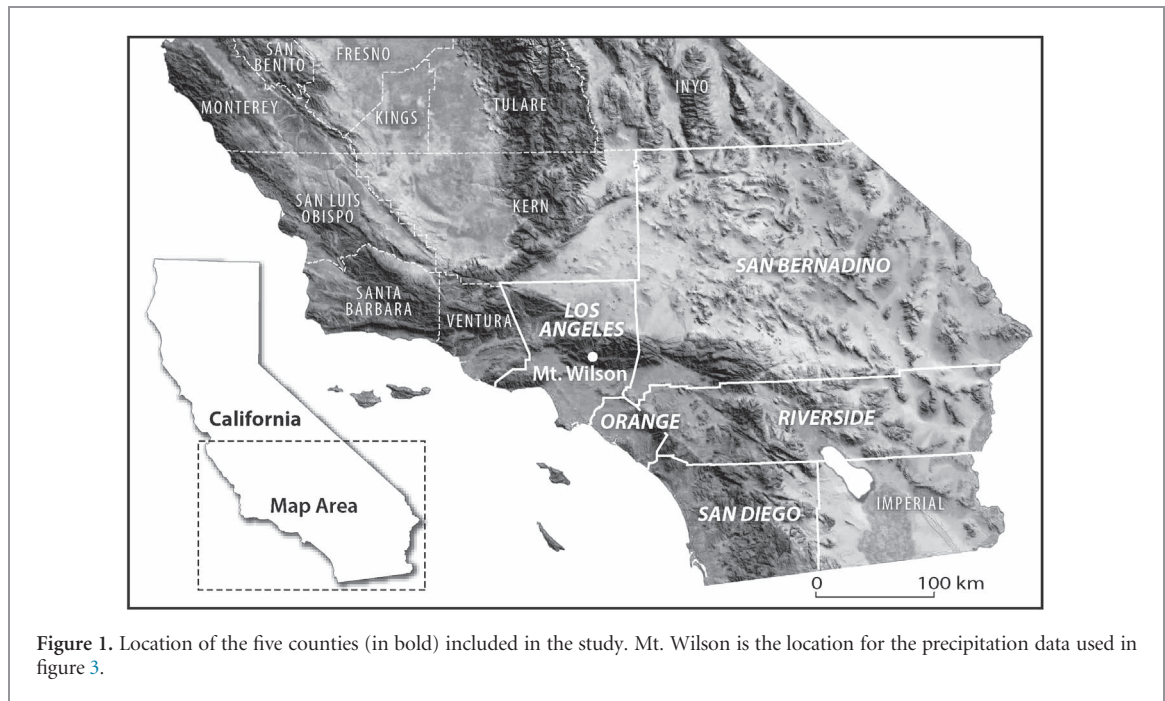 SAN
BENITO
FRESNO
INYO
MONTEREY
KINGS
TULARE
SAN LUIS
OBISPO
KERN
SAN BERNADINO
SANTA
BARBARA
VENTURA
LOS
ANGELES
Mt. Wilson
California
ORANGE
RIVERSIDE
Map Area
SAN DIEGO
IMPERIAL
0 100 km
Figure 1. Location of the five counties (in bold) included in the study. Mt. Wilson is the location for the precipitation data used in
figure 3.